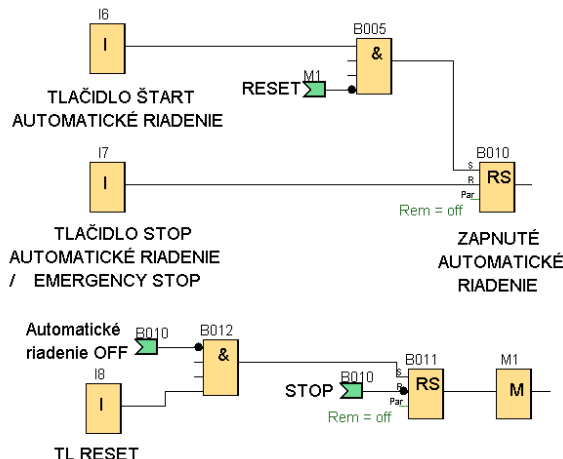 I6
I
B005
&
M1
RESET
TLAČIDLO ŠTART
AUTOMATICKÉ RIADENIE
I7
I
B010
S
R
RS
Par
Rem = off
TLAČIDLO STOP
AUTOMATICKÉ RIADENIE
/ EMERGENCY STOP
ZAPNUTÉ
AUTOMATICKÉ
RIADENIE
Automatické
riadenie OFF
B010
B012
&
I8
I
STOP
B010
B011
S
R
RS
Par
Rem = off
M1
M
TL RESET